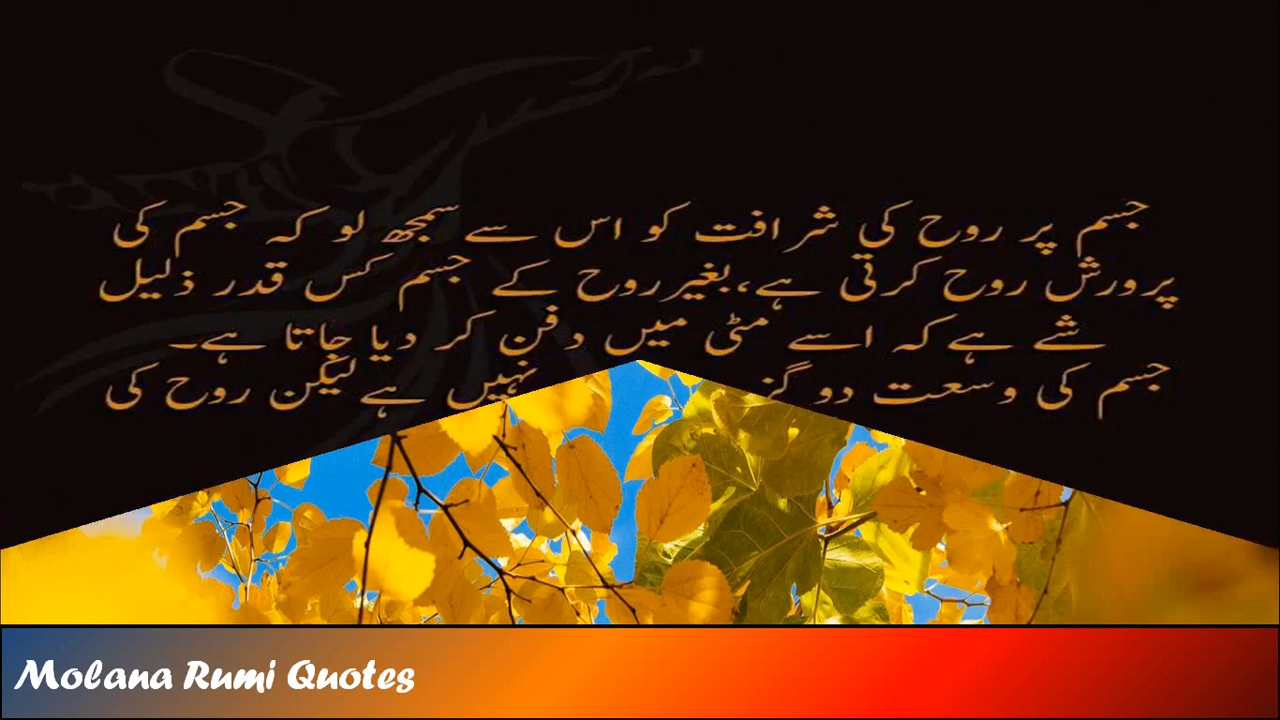 جسم پر روح کی شرافت کو اس سے سمجھ لو کہ جسم کی
پرورش روح کرتی ہے،بغیر روح کے جسم کس قدر ذلیل
شے ہے کہ اسے مٹی میں دفن کر دیا جاتا ہے۔
جسم کی وسعت دو گز نہیں ہے لیکن روح کی
Molana Rumi Quotes